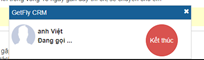 GetFly CRM
anh Việt
Đang gọi ...
Kết thúc